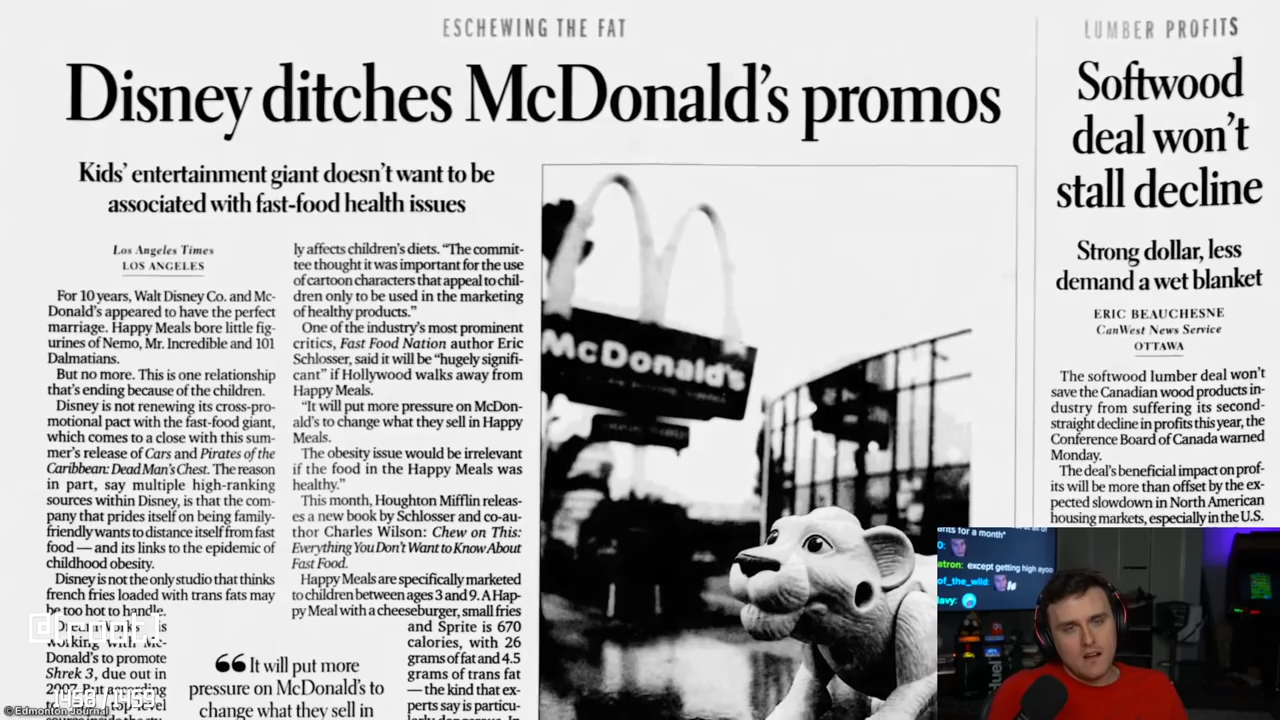 ESCHEWING THE FAT
Disney ditches McDonald's promos
Kids' entertainment giant doesn't want to be
associated with fast-food health issues
Los Angeles Times
LOS ANGELES
For 10 years, Walt Disney Co. and Mc-
Donald's appeared to have the perfect
marriage. Happy Meals bore little fig-
urines of Nemo, Mr. Incredible and 101
Dalmatians.
But no more. This is one relationship
that's ending because of the children.
Disney is not renewing its cross-pro-
motional pact with the fast-food giant,
which comes to a close with this sum-
mer's release of Cars and Pirates of the
Caribbean: Dead Man's Chest. The reason
in part, say multiple high-ranking
sources within Disney, is that the com-
pany that prides itself on being family-
friendly wants to distance itself from fast
food — and its links to the epidemic of
childhood obesity.
Disney is not the only studio that thinks
french fries loaded with trans fats may
be too hot to handle.
is
working with Mc-
Donald's to promote
Shrek 3, due out in
ly affects children's diets. "The commit-
tee thought it was important for the use
of cartoon characters that appeal to chil-
dren only to be used in the marketing
of healthy products."
One of the industry's most prominent
critics, Fast Food Nation author Eric
Schlosser, said it will be "hugely signifi-
cant" if Hollywood walks away from
Happy Meals.
"It will put more pressure on McDon-
ald's to change what they sell in Happy
Meals.
The obesity issue would be irrelevant
if the food in the Happy Meals was
healthy."
This month, Houghton Mifflin releas-
es a new book by Schlosser and co-au-
thor Charles Wilson: Chew on This:
Everything You Don't Want to Know About
Fast Food.
Happy Meals are specifically marketed
to children between ages 3 and 9. A Hap-
py Meal with a cheeseburger, small fries
and Sprite is 670
calories, with 26
grams of fat and 4.5
grams of trans fat
— the kind that ex-
perts say is particu-
larly dangerous. In
“It will put more
pressure on McDonald's to
change what they sell in
McDonald's
LUMBER PROFITS
Softwood
deal won't
stall decline
Strong dollar, less
demand a wet blanket
ERIC BEAUCHESNE
CanWest News Service
OTTAWA
The softwood lumber deal won't
save the Canadian wood products in-
dustry from suffering its second-
straight decline in profits this year, the
Conference Board of Canada warned
Monday.
The deal's beneficial impact on prof-
its will be more than offset by the ex-
pected slowdown in North American
housing markets, especially in the U.S.
for a month"
atron: except getting high ayoo
of_the_wild:
avy:
© Edmonton Journal